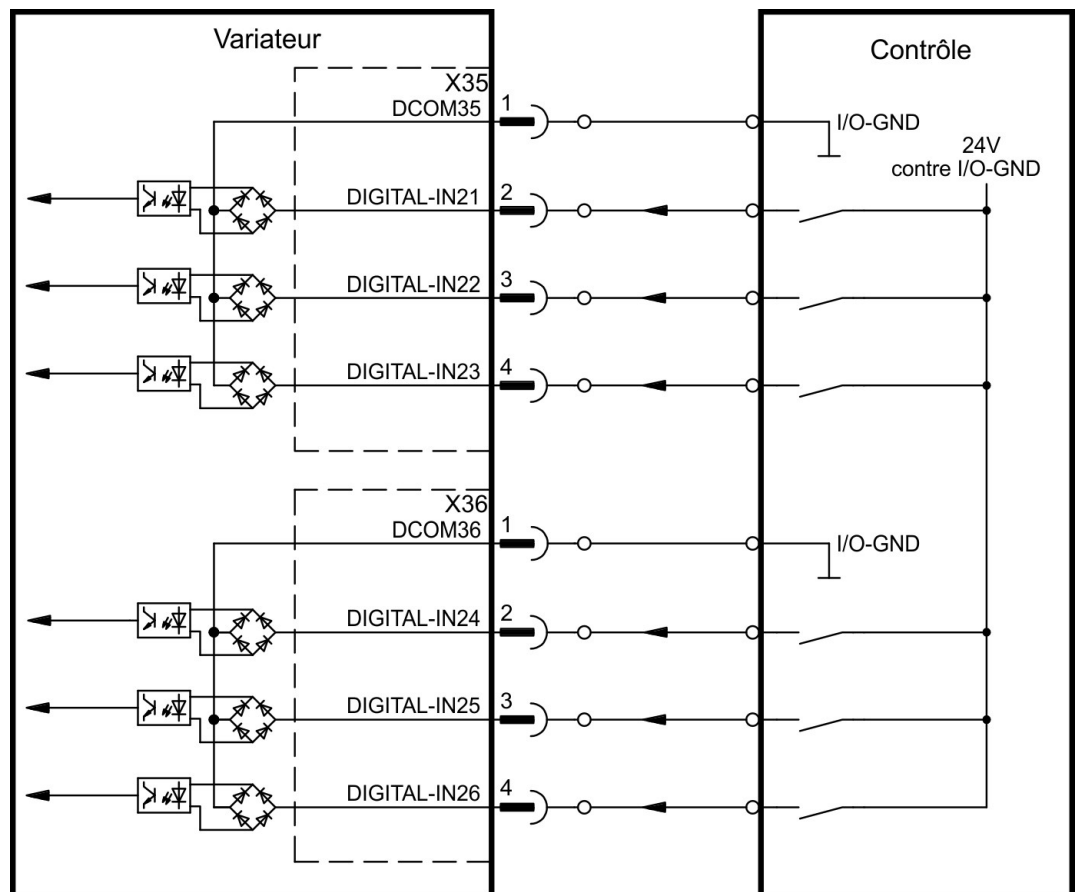 Variateur
Contrôle
X35
DCOM35
1
I/O-GND
24V
contre I/O-GND
DIGITAL-IN21
2
DIGITAL-IN22
3
DIGITAL-IN23
4
X36
DCOM36
1
I/O-GND
DIGITAL-IN24
2
DIGITAL-IN25
3
DIGITAL-IN26
4